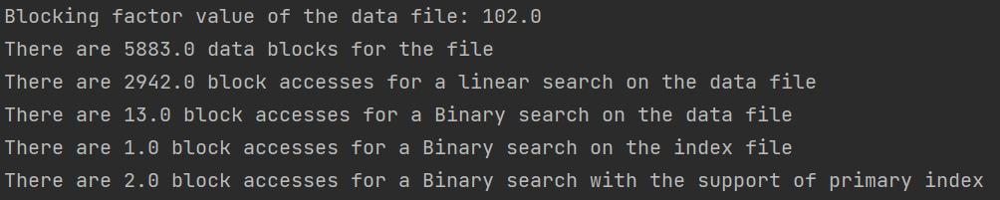 Blocking factor value of the data file: 102.0
There are 5883.0 data blocks for the file
There are 2942.0 block accesses for a linear search on the data file
There are 13.0 block accesses for a Binary search on the data file
There are 1.0 block accesses for a Binary search on the index file
There are 2.0 block accesses for a Binary search with the support of primary index